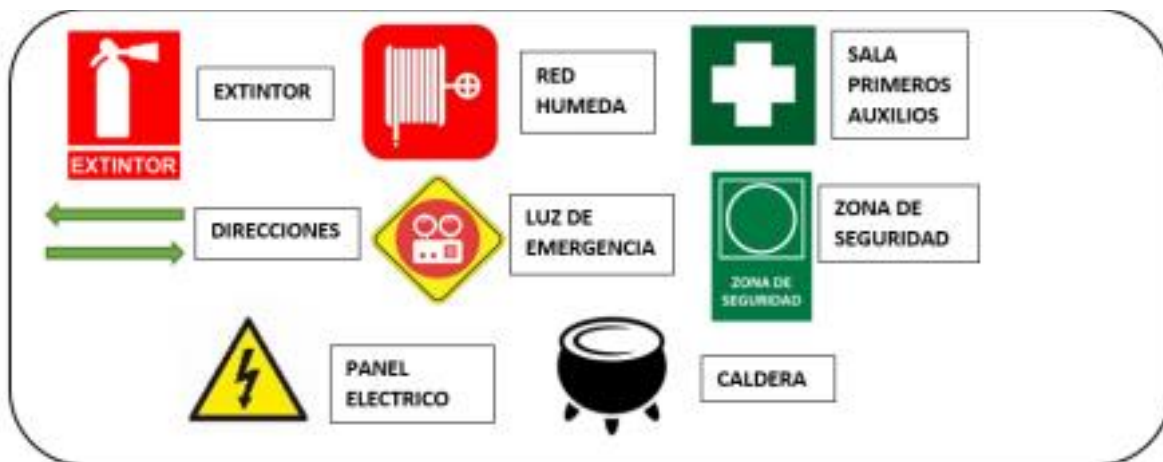 EXTINTOR
EXTINTOR
RED
HUMEDA
SALA
PRIMEROS
AUXILIOS
DIRECCIONES
LUZ DE
EMERGENCIA
ZONA DE
SEGURIDAD
ZONA DE
SEGURIDAD
PANEL
ELECTRICO
CALDERA